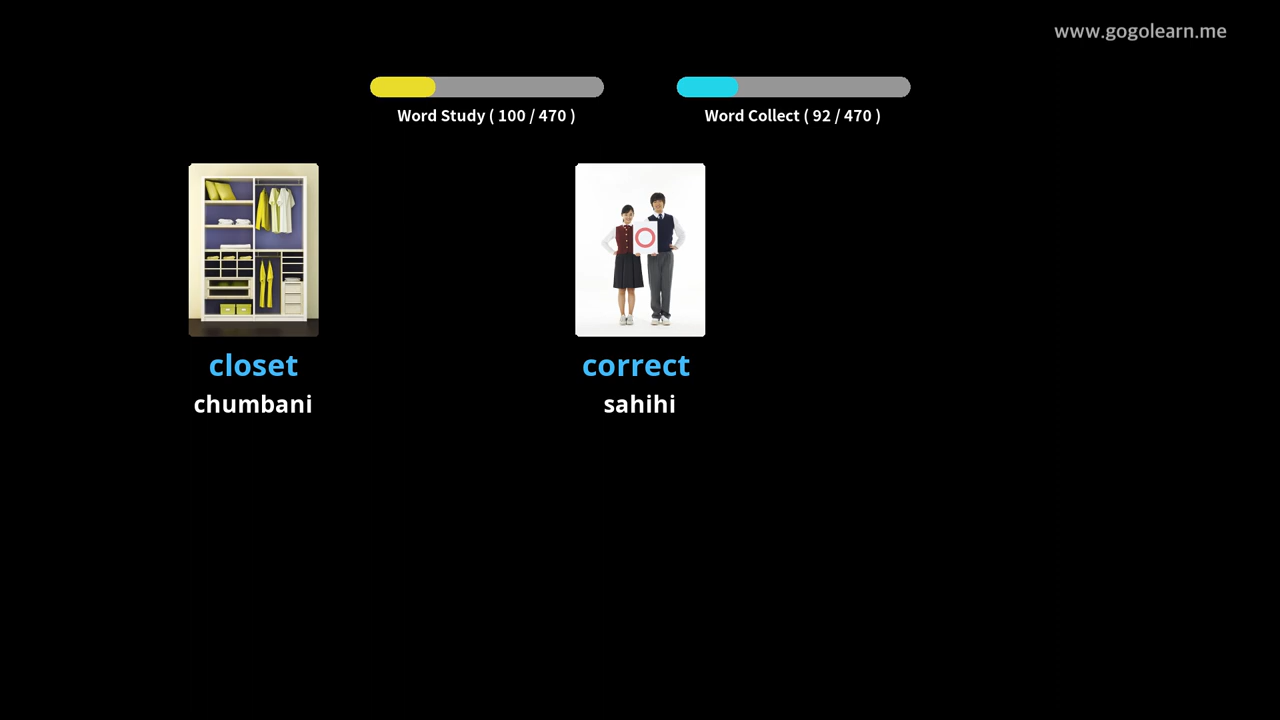 www.gogolearn.me
Word Study ( 100 / 470 )
Word Collect ( 92 / 470 )
closet
chumbani
correct
sahihi